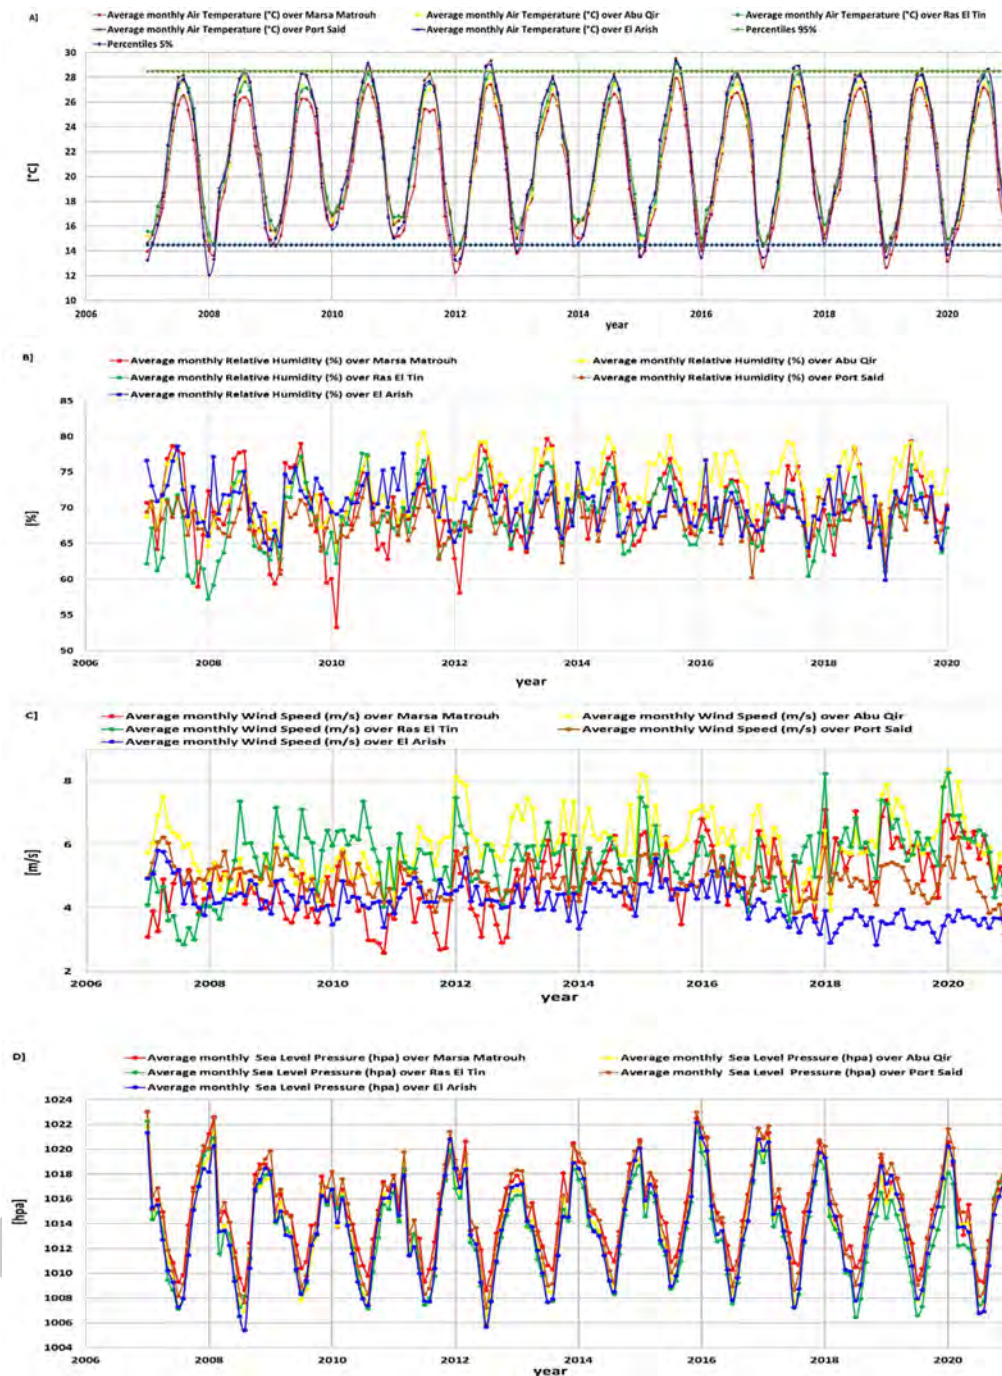 A]
Average monthly Air Temperature (°C) over Marsa Matrouh
Average monthly Air Temperature (°C) over Abu Qir
Average monthly Air Temperature (°C) over Ras El Tin
Average monthly Air Temperature (°C) over Port Said
Average monthly Air Temperature (°C) over El Arish
Percentiles 95%
Percentiles 5%
30
28
26
24
22
20
18
16
14
12
10
[°C]
2006 2008 2010 2012 2014 2016 2018 2020
year
B]
Average monthly Relative Humidity (%) over Marsa Matrouh
Average monthly Relative Humidity (%) over Abu Qir
Average monthly Relative Humidity (%) over Ras El Tin
Average monthly Relative Humidity (%) over Port Said
Average monthly Relative Humidity (%) over El Arish
85
80
75
70
65
60
55
50
[%]
2006 2008 2010 2012 2014 2016 2018 2020
year
C]
Average monthly Wind Speed (m/s) over Marsa Matrouh
Average monthly Wind Speed (m/s) over Abu Qir
Average monthly Wind Speed (m/s) over Ras El Tin
Average monthly Wind Speed (m/s) over Port Said
Average monthly Wind Speed (m/s) over El Arish
8
6
4
2
[m/s]
2006 2008 2010 2012 2014 2016 2018 2020
year
D]
Average monthly Sea Level Pressure (hpa) over Marsa Matrouh
Average monthly Sea Level Pressure (hpa) over Abu Qir
Average monthly Sea Level Pressure (hpa) over Ras El Tin
Average monthly Sea Level Pressure (hpa) over Port Said
Average monthly Sea Level Pressure (hpa) over El Arish
1024
1022
1020
1018
1016
1014
1012
1010
1008
1006
1004
[hpa]
2006 2008 2010 2012 2014 2016 2018 2020
year